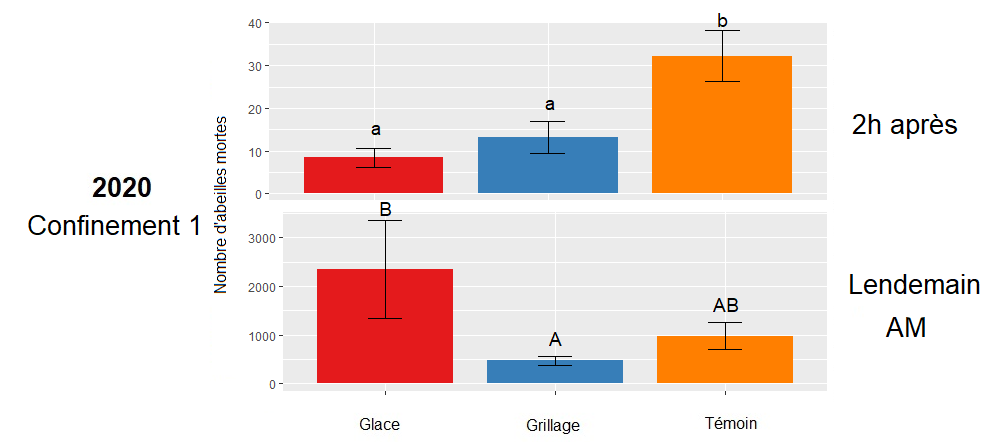 2020
Confinement 1
Nombre d'abeilles mortes
40
30
20
10
0
a
a
b
2h après
3000
2000
1000
0
B
A
AB
Lendemain
AM
Glace
Grillage
Témoin